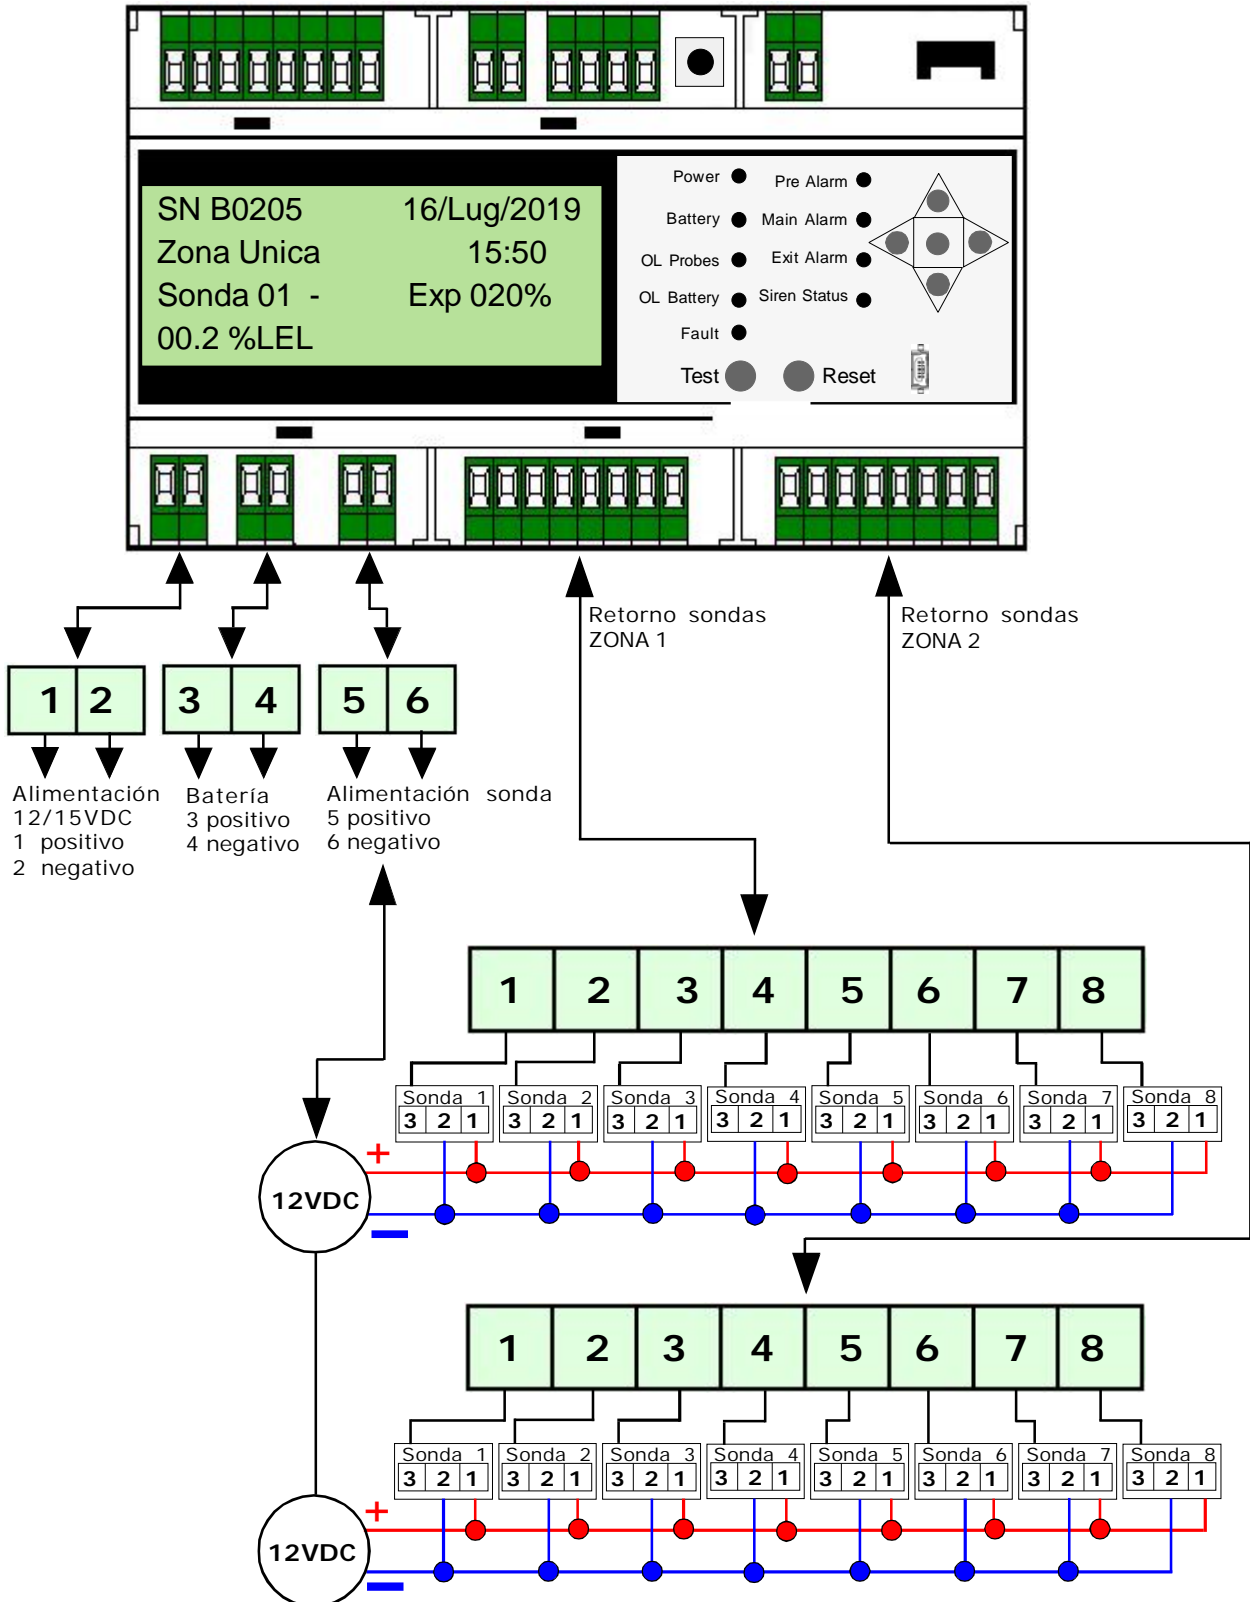 SN B0205 16/Lug/2019
Zona Unica 15:50
Sonda 01 - Exp 020%
00.2 %LEL
Power Pre Alarm
Battery Main Alarm
OL Probes Exit Alarm
OL Battery Siren Status
Fault
Test Reset
Retorno sondas
ZONA 1
Retorno sondas
ZONA 2
1 2 3 4 5 6
Alimentación
12/15VDC
1 positivo
2 negativo
Batería
3 positivo
4 negativo
Alimentación sonda
5 positivo
6 negativo
1 2 3 4 5 6 7 8
Sonda 1 Sonda 2 Sonda 3 Sonda 4 Sonda 5 Sonda 6 Sonda 7 Sonda 8
3 2 1 3 2 1 3 2 1 3 2 1 3 2 1 3 2 1 3 2 1 3 2 1
+
12VDC
1 2 3 4 5 6 7 8
Sonda 1 Sonda 2 Sonda 3 Sonda 4 Sonda 5 Sonda 6 Sonda 7 Sonda 8
3 2 1 3 2 1 3 2 1 3 2 1 3 2 1 3 2 1 3 2 1 3 2 1
+
12VDC